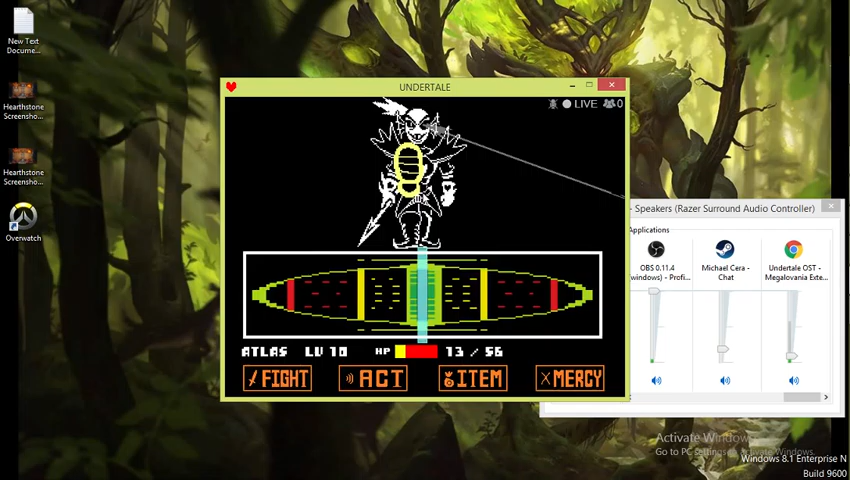 New Text
Docume...
Hearthstone
Screensho...
Hearthstone
Screensho...
Overwatch
UNDERTALE
LIVE 0
ATLAS LV 10 HP 13 / 56
FIGHT ACT ITEM MERCY
- Speakers (Razer Surround Audio Controller)
Applications
OBS 0.11.4
windows) - Profi...
Michael Cera -
Chat
Undertale OST -
Megalovania Exte...
Activate Windows
Go to PC settings to activate Windows.
Windows 8.1 Enterprise N
Build 9600